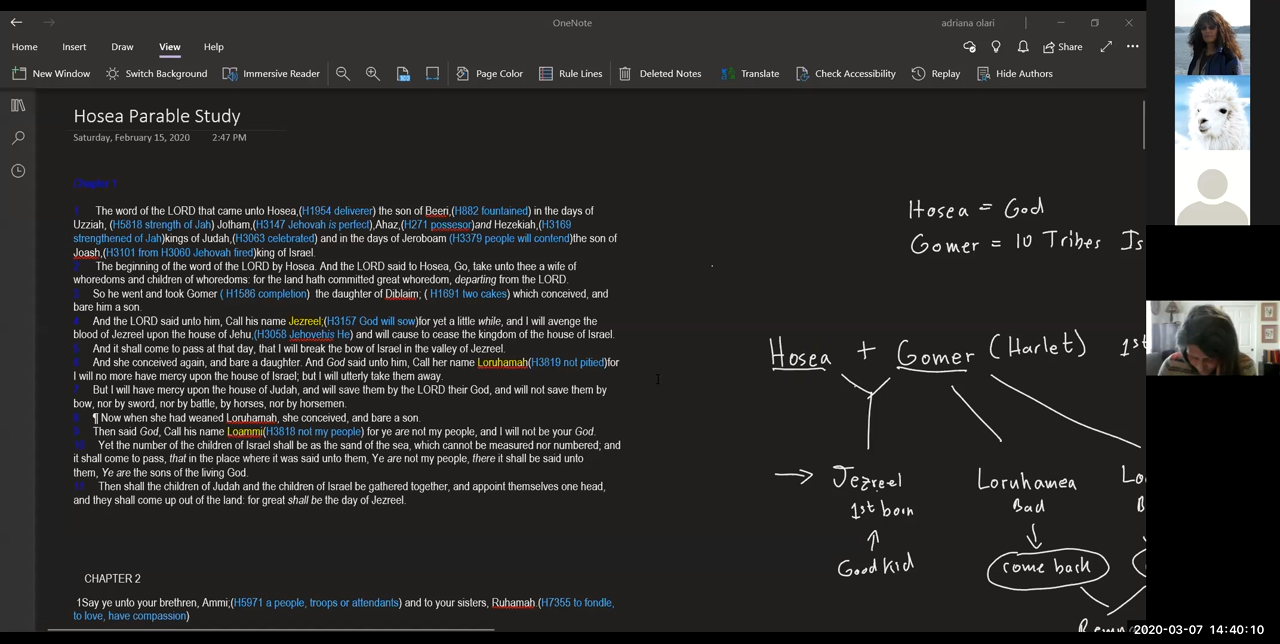 OneNote
adriana olari
Home Insert Draw View Help
Share
New Window Switch Background Immersive Reader Page Color Rule Lines Deleted Notes Translate Check Accessibility Replay Hide Authors
Hosea Parable Study
Saturday, February 15, 2020 2:47 PM
Chapter 1
1 The word of the LORD that came unto Hosea,(H1954 deliverer) the son of Beeri,(H882 fountained) in the days of
Uzziah, (H5818 strength of Jah) Jotham,(H3147 Jehovah is perfect),Ahaz,(H271 possesor)and Hezekiah,(H3169
strengthened of Jah)kings of Judah,(H3063 celebrated) and in the days of Jeroboam (H3379 people will contend)the son of
Joash,(H3101 from H3060 Jehovah fired)king of Israel.
2 The beginning of the word of the LORD by Hosea. And the LORD said to Hosea, Go, take unto thee a wife of
whoredoms and children of whoredoms: for the land hath committed great whoredom, departing from the LORD.
3 So he went and took Gomer ( H1586 completion) the daughter of Diblaim; ( H1691 two cakes) which conceived, and
bare him a son.
4 And the LORD said unto him, Call his name Jezreel;(H3157 God will sow)for yet a little while, and I will avenge the
blood of Jezreel upon the house of Jehu,(H3058 Jehovehis He) and will cause to cease the kingdom of the house of Israel.
5 And it shall come to pass at that day, that I will break the bow of Israel in the valley of Jezreel.
6 And she conceived again, and bare a daughter. And God said unto him, Call her name Loruhamah(H3819 not pitied)for
I will no more have mercy upon the house of Israel; but I will utterly take them away.
7 But I will have mercy upon the house of Judah, and will save them by the LORD their God, and will not save them by
bow, nor by sword, nor by battle, by horses, nor by horsemen.
8 ¶ Now when she had weaned Loruhamah, she conceived, and bare a son.
9 Then said God, Call his name Loammi(H3818 not my people) for ye are not my people, and I will not be your God.
10 Yet the number of the children of Israel shall be as the sand of the sea, which cannot be measured nor numbered; and
it shall come to pass, that in the place where it was said unto them, Ye are not my people, there it shall be said unto
them, Ye are the sons of the living God.
11 Then shall the children of Judah and the children of Israel be gathered together, and appoint themselves one head,
and they shall come up out of the land: for great shall be the day of Jezreel.
CHAPTER 2
1Say ye unto your brethren, Ammi;(H5971 a people, troops or attendants) and to your sisters, Ruhamah.(H7355 to fondle,
to love, have compassion)
Hosea = God
Gomer = 10 Tribes Is
Hosea + Gomer (Harlet) 1st
Jezreel Loruhamea Lo
1st born Bad B
Good Kid come back
2020-03-07 14:40:10